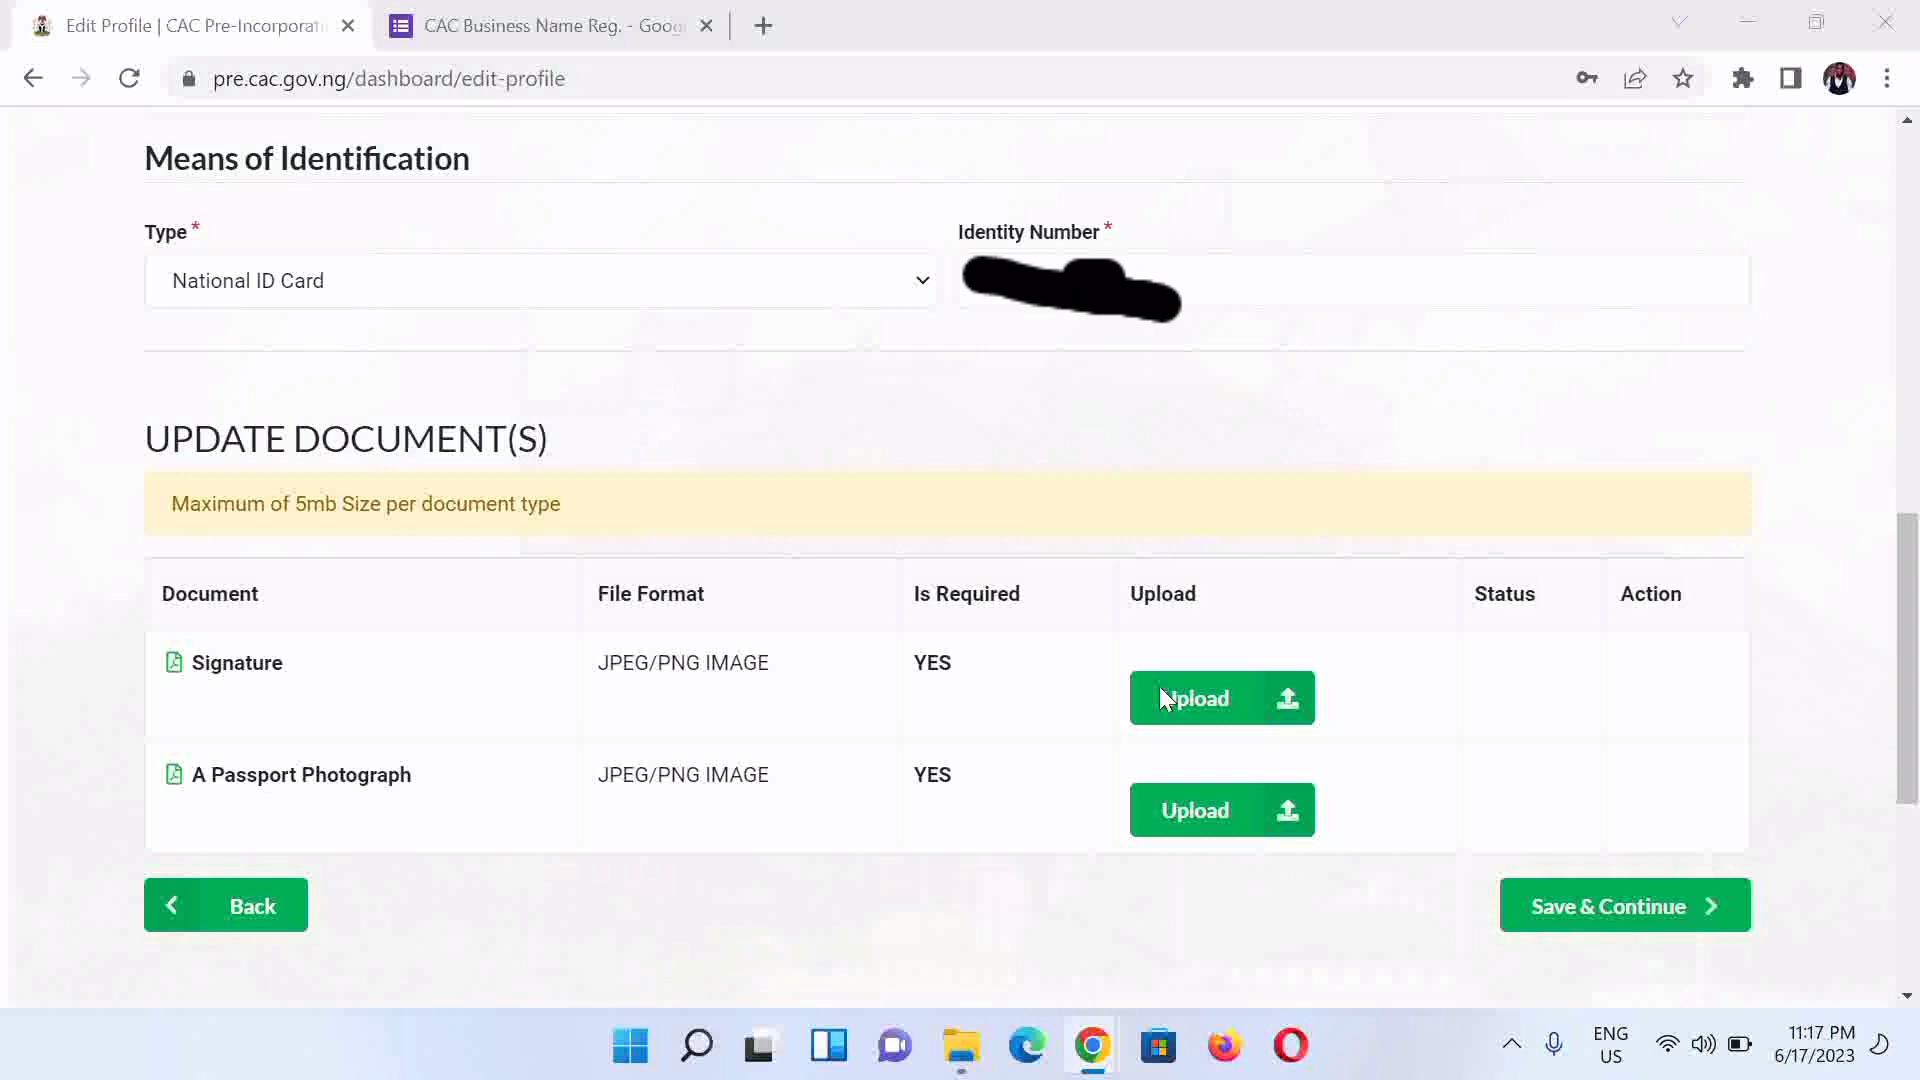 Edit Profile | CAC Pre-Incorporati
CAC Business Name Reg. - Goog
pre.cac.gov.ng/dashboard/edit-profile
Means of Identification
Type *
Identity Number *
National ID Card
UPDATE DOCUMENT(S)
Maximum of 5mb Size per document type
Document File Format Is Required Upload Status Action
Signature JPEG/PNG IMAGE YES
Upload
A Passport Photograph JPEG/PNG IMAGE YES
Upload
Back
Save & Continue
ENG
US
11:17 PM
6/17/2023